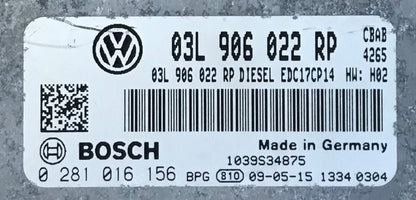 03L 906 022 RP CBAB
4265
03L 906 022 RP DIESEL EDC17CP14 HW: H02
BOSCH Made in Germany
1039S34875
0 281 016 156 BPG 810 09-05-15 1334 0304